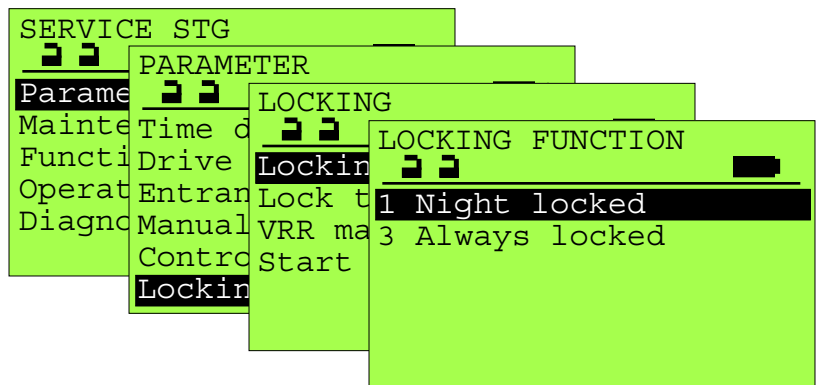 SERVICE STG
Parame
Mainte
Functi
Operat
Diagno
PARAMETER
Time d
Drive
Entran
Manual
Contro
Lockin
LOCKING
Lockin
Lock t
VRR ma
Start
LOCKING FUNCTION
1 Night locked
3 Always locked